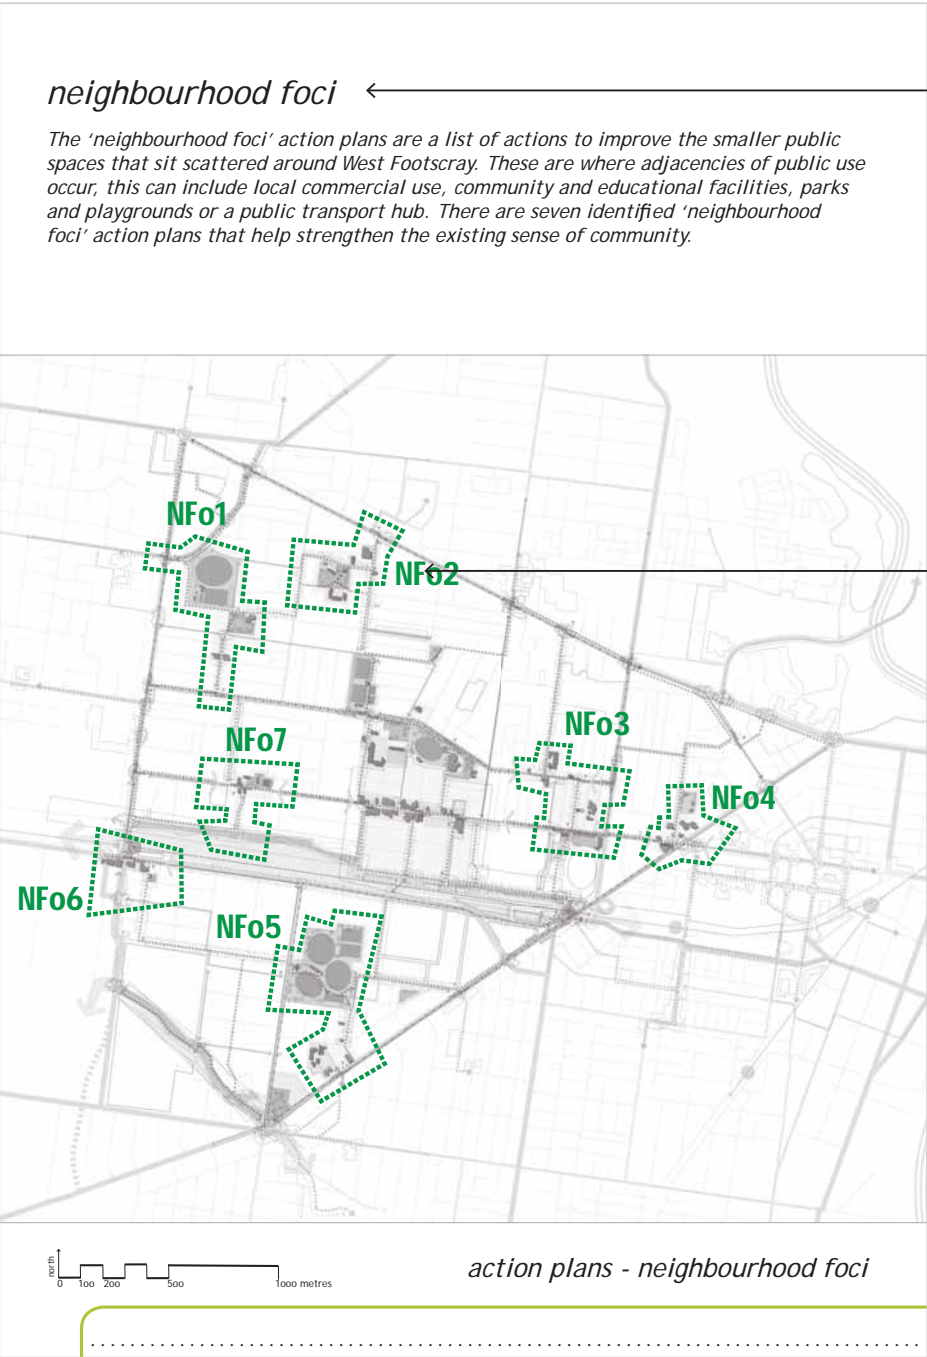 neighbourhood foci
The ‘neighbourhood foci’ action plans are a list of actions to improve the smaller public
spaces that sit scattered around West Footscray. These are where adjacencies of public use
occur, this can include local commercial use, community and educational facilities, parks
and playgrounds or a public transport hub. There are seven identified ‘neighbourhood
foci’ action plans that help strengthen the existing sense of community.
NFo1
NFo2
NFo3
NFo7
NFo4
NFo6
NFo5
north
0 100 200 500 1000 metres
action plans - neighbourhood foci